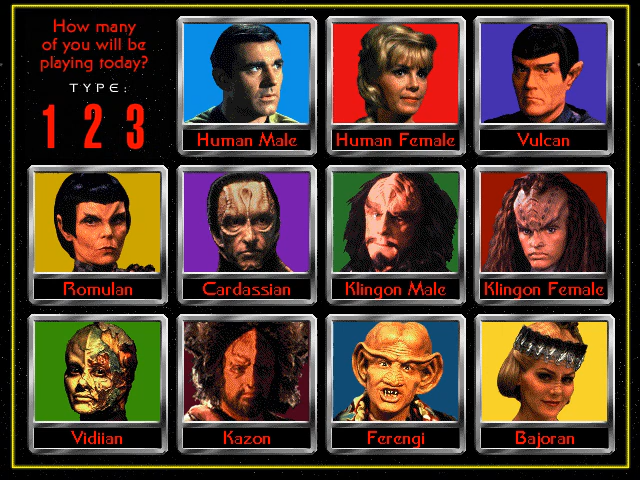 How many
of you will be
playing today?
TYPE:
1 2 3
Human Male
Human Female
Vulcan
Romulan
Cardassian
Klingon Male
Klingon Female
Vidiian
Kazon
Ferengi
Bajoran